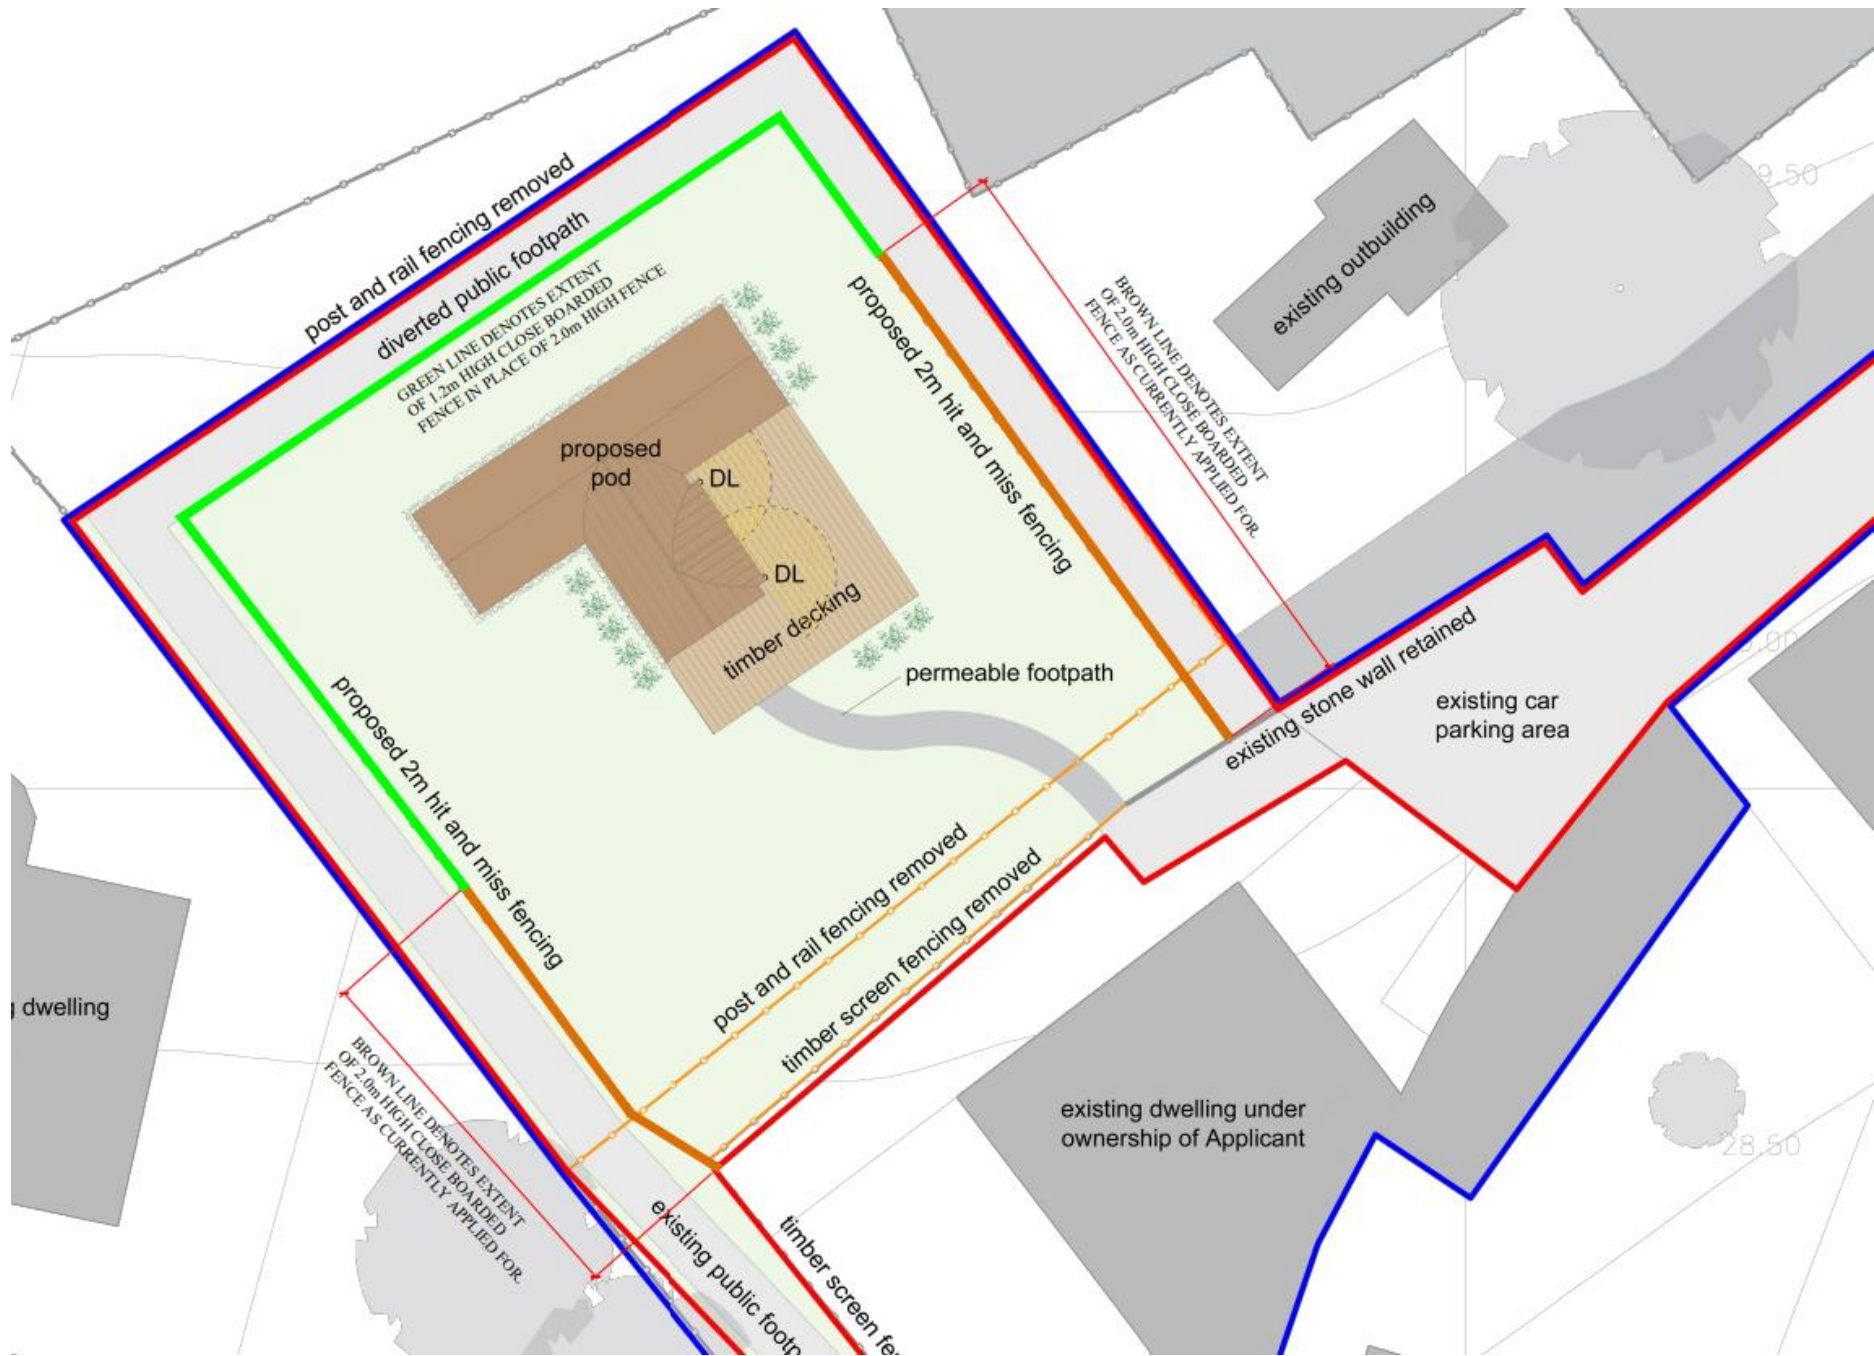 post and rail fencing removed
diverted public footpath
GREEN LINE DENOTES EXTENT
OF 1.2m HIGH CLOSE BOARDED
FENCE IN PLACE OF 2.0m HIGH FENCE
proposed 2m hit and miss fencing
BROWN LINE DENOTES EXTENT
OF 2.0m HIGH CLOSE BOARDED
FENCE AS CURRENTLY APPLIED FOR.
existing outbuilding
9.50
proposed
pod
DL
DL
timber decking
permeable footpath
existing stone wall retained
existing car
parking area
proposed 2m hit and miss fencing
post and rail fencing removed
timber screen fencing removed
dwelling
BROWN LINE DENOTES EXTENT
OF 2.0m HIGH CLOSE BOARDED
FENCE AS CURRENTLY APPLIED FOR.
existing dwelling under
ownership of Applicant
28.50
existing public footp
timber screen fe